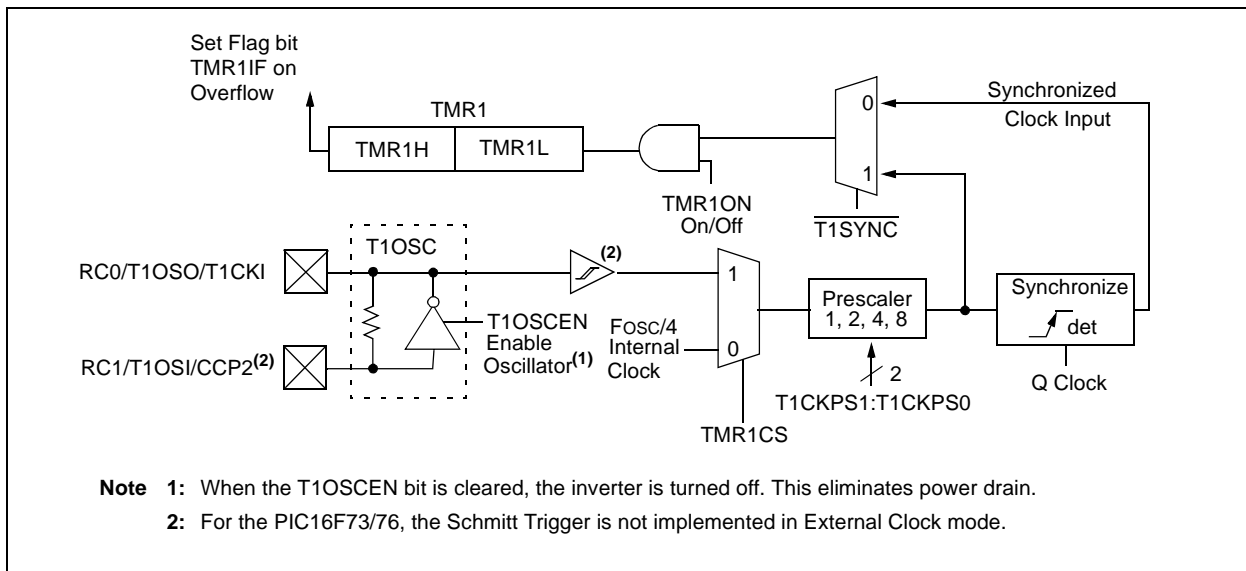 Set Flag bit
TMR1IF on
Overflow
TMR1
TMR1H
TMR1L
TMR1ON
On/Off
0
1
T1SYNC
Synchronized
Clock Input
RC0/T1OSO/T1CKI
T1OSC
(2)
T1OSCEN
Enable
Oscillator(1)
RC1/T1OSI/CCP2(2)
FOSC/4
Internal
Clock
1
0
TMR1CS
Prescaler
1, 2, 4, 8
2
T1CKPS1:T1CKPS0
Synchronize
det
Q Clock
Note 1: When the T1OSCEN bit is cleared, the inverter is turned off. This eliminates power drain.
2: For the PIC16F73/76, the Schmitt Trigger is not implemented in External Clock mode.